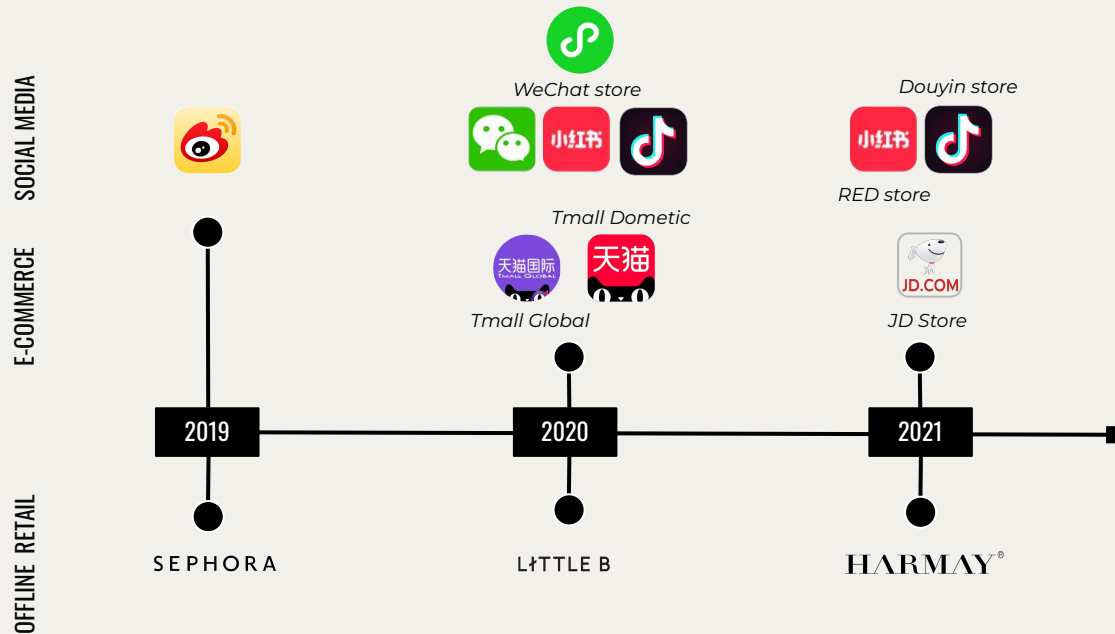 SOCIAL MEDIA
WeChat store
小红书
Douyin store
小红书
RED store
E-COMMERCE
Tmall Dometic
天猫国际
TMALL GLOBAL
天猫
Tmall Global
JD.COM
JD Store
2019
2020
2021
OFFLINE RETAIL
SEPHORA
LITTLE B
HARMAY®